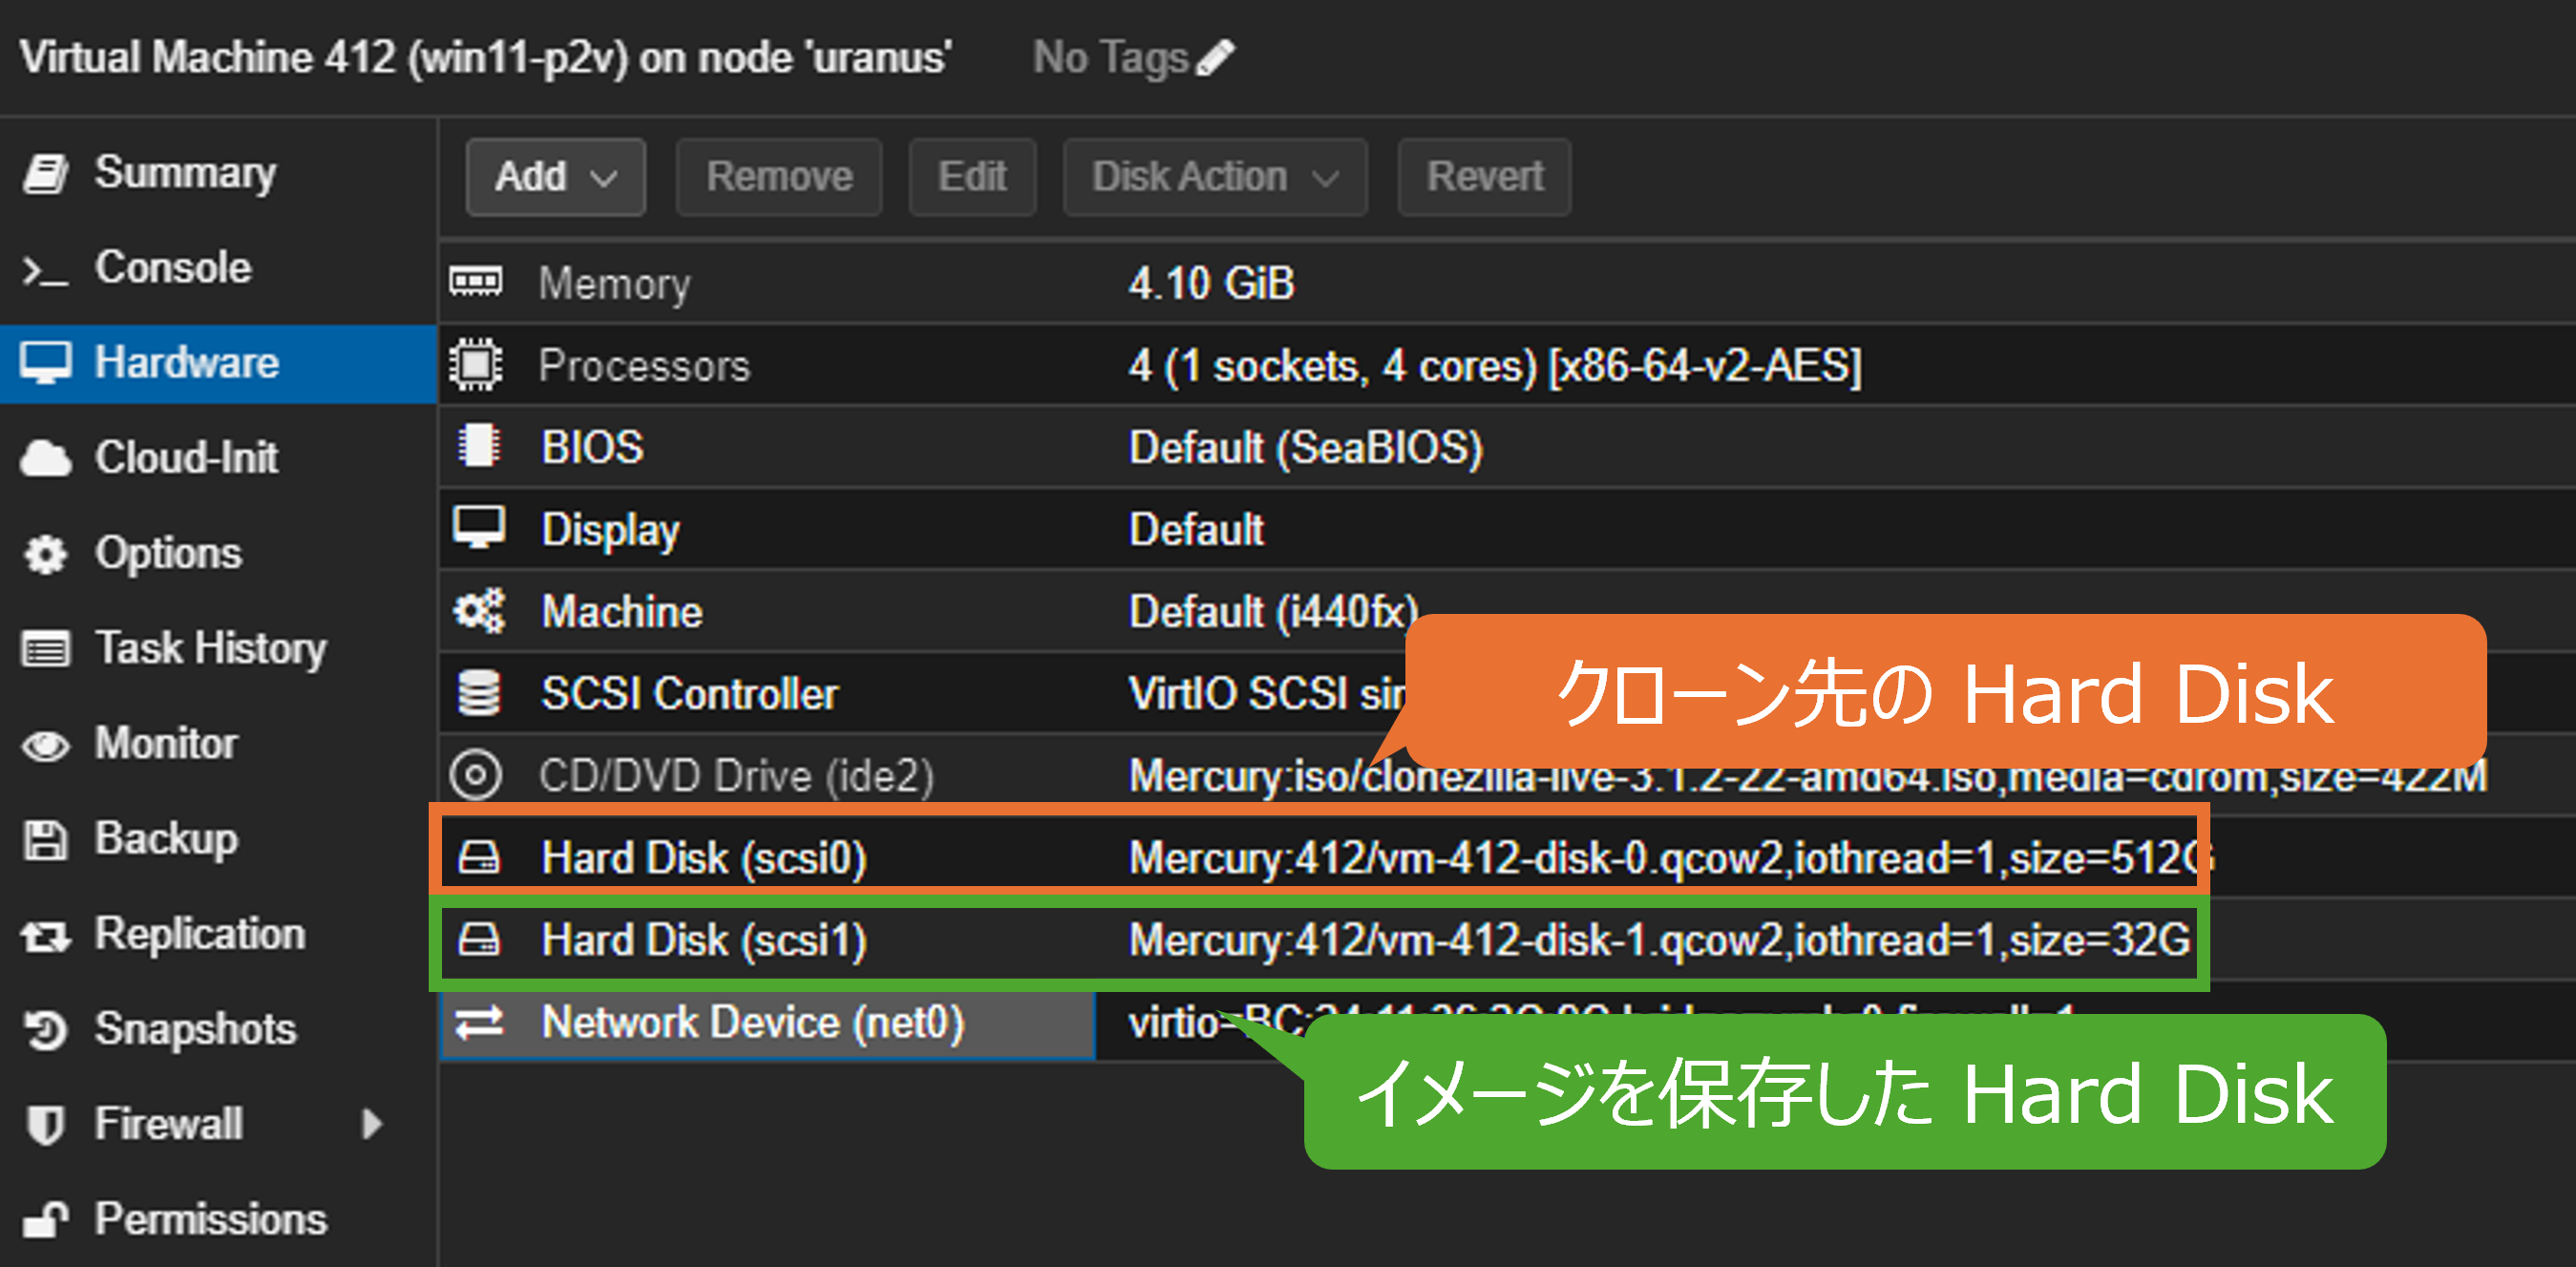 Virtual Machine 412 (win11-p2v) on node 'uranus' No Tags
Summary
Console
Hardware
Cloud-Init
Options
Task History
Monitor
Backup
Replication
Snapshots
Firewall
Permissions
Add Remove Edit Disk Action Revert
Memory 4.10 GiB
Processors 4 (1 sockets, 4 cores) [x86-64-v2-AES]
BIOS Default (SeaBIOS)
Display Default
Machine Default (i440fx)
SCSI Controller VirtIO SCSI
クローン先の Hard Disk
CD/DVD Drive (ide2) Mercury:iso/clonezilla-live-3.1.2-22-amd64.iso,media=cdrom,size=422M
Hard Disk (scsi0) Mercury:412/vm-412-disk-0.qcow2,iothread=1,size=512G
Hard Disk (scsi1) Mercury:412/vm-412-disk-1.qcow2,iothread=1,size=32G
Network Device (net0)
イメージを保存した Hard Disk